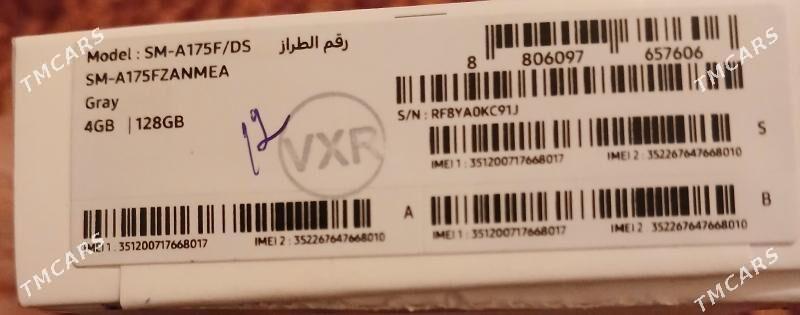 Model : SM-A175F/DS رقم الطراز
SM-A175FZANMEA
Gray
4GB | 128GB
8 806097 657606
S/N : RF8YA0KC91J
VXR
IMEI 1 : 351200717668017 IMEI 2 : 352267647668010 S
IMEI 1 : 351200717668017 IMEI 2 : 352267647668010 A
IMEI 1 : 351200717668017 IMEI 2 352267647668010 B
TMCARS
TMCARS
TMCARS
TMCARS